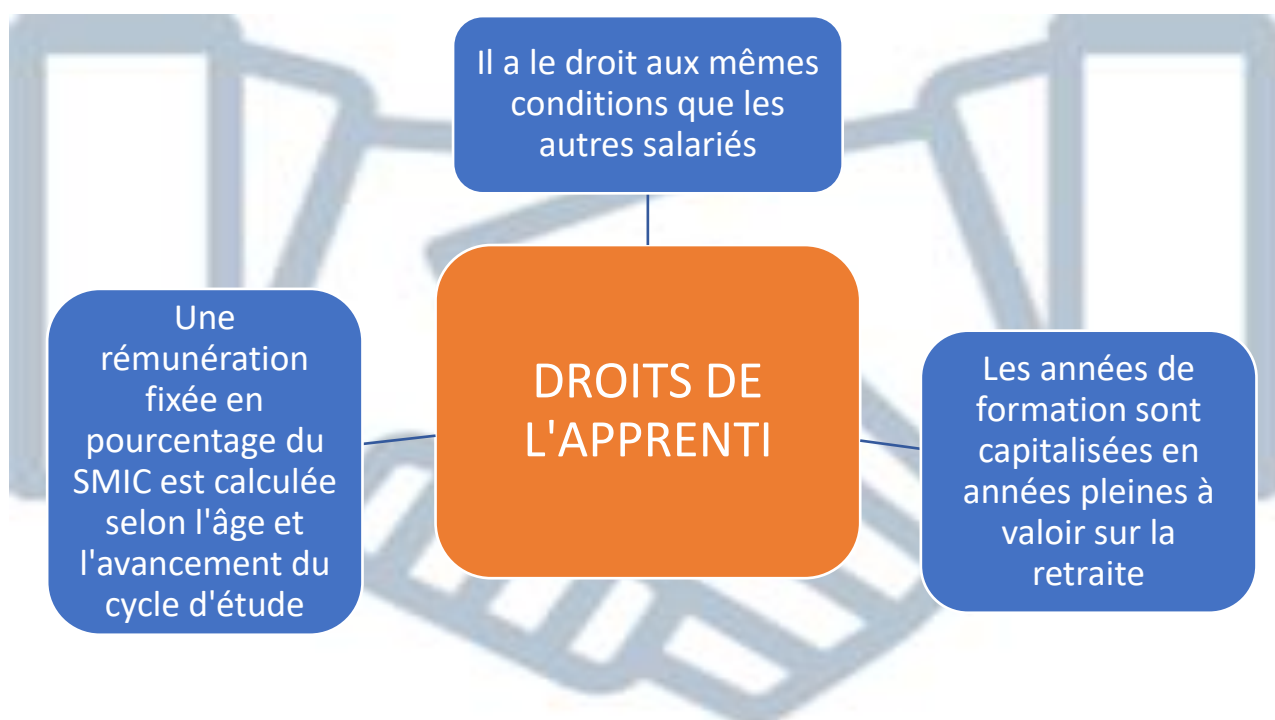 Il a le droit aux mêmes
conditions que les
autres salariés
Une
rémunération
fixée en
pourcentage du
SMIC est calculée
selon l'âge et
l'avancement du
cycle d'étude
DROITS DE
L'APPRENTI
Les années de
formation sont
capitalisées en
années pleines à
valoir sur la
retraite